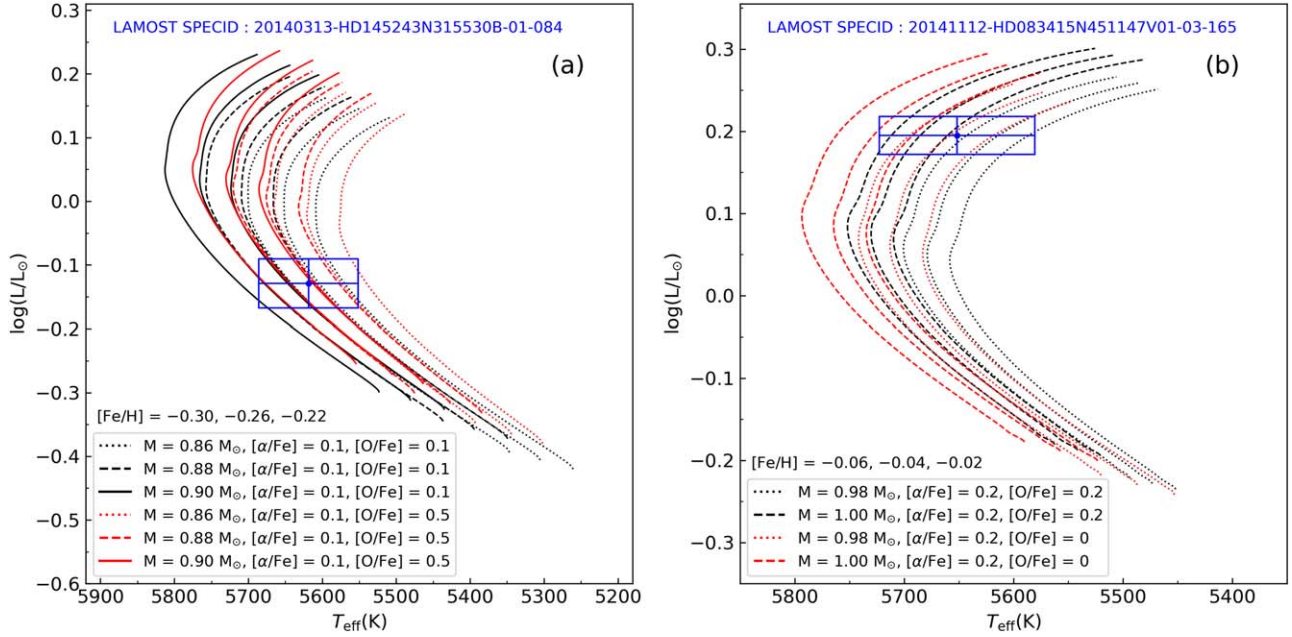 LAMOST SPECID : 20140313-HD145243N315530B-01-084
(a)
0.3
0.2
0.1
0.0
−0.1
−0.2
−0.3
−0.4
−0.5
−0.6
log(L/L⊙)
[Fe/H] = −0.30, −0.26, −0.22
M = 0.86 M⊙, [α/Fe] = 0.1, [O/Fe] = 0.1
M = 0.88 M⊙, [α/Fe] = 0.1, [O/Fe] = 0.1
M = 0.90 M⊙, [α/Fe] = 0.1, [O/Fe] = 0.1
M = 0.86 M⊙, [α/Fe] = 0.1, [O/Fe] = 0.5
M = 0.88 M⊙, [α/Fe] = 0.1, [O/Fe] = 0.5
M = 0.90 M⊙, [α/Fe] = 0.1, [O/Fe] = 0.5
5900 5800 5700 5600 5500 5400 5300 5200
Teff(K)
LAMOST SPECID : 20141112-HD083415N451147V01-03-165
(b)
0.3
0.2
0.1
0.0
−0.1
−0.2
−0.3
log(L/L⊙)
[Fe/H] = −0.06, −0.04, −0.02
M = 0.98 M⊙, [α/Fe] = 0.2, [O/Fe] = 0.2
M = 1.00 M⊙, [α/Fe] = 0.2, [O/Fe] = 0.2
M = 0.98 M⊙, [α/Fe] = 0.2, [O/Fe] = 0
M = 1.00 M⊙, [α/Fe] = 0.2, [O/Fe] = 0
5800 5700 5600 5500 5400
Teff(K)